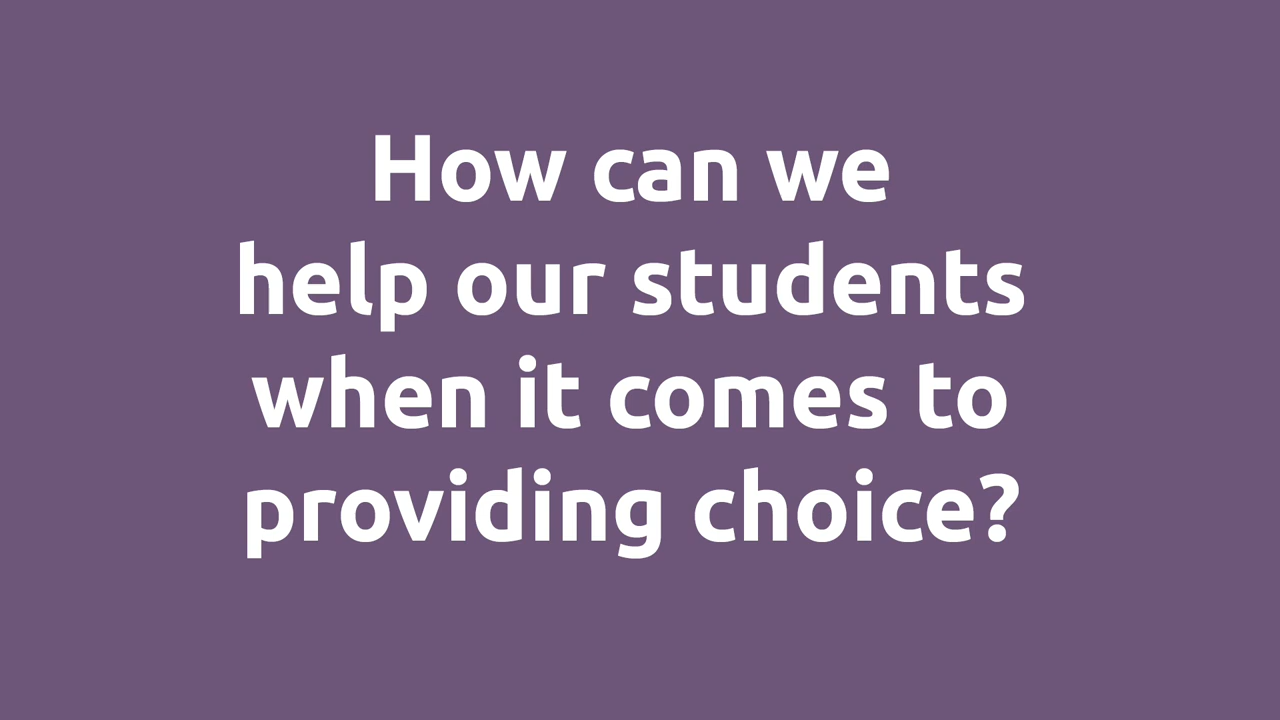 How can we
help our students
when it comes to
providing choice?